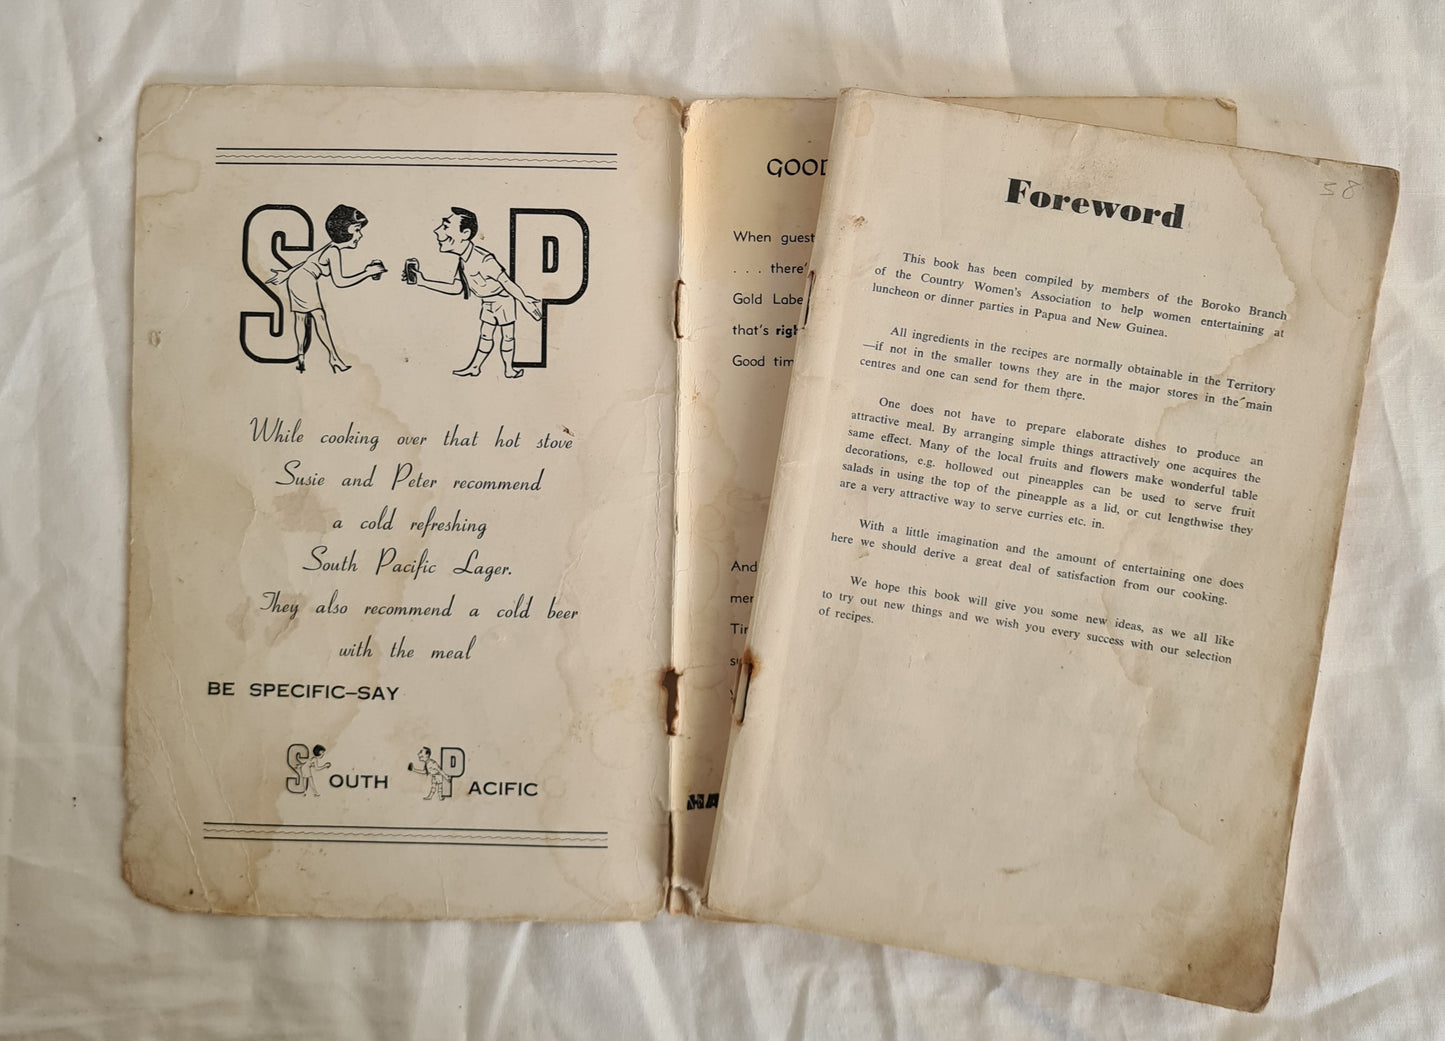 SP
While cooking over that hot stove
Susie and Peter recommend
a cold refreshing
South Pacific Lager.
They also recommend a cold beer
with the meal
BE SPECIFIC—SAY
SOUTH PACIFIC
When
. . . there'
Gold
that's
Good
And
58
Foreword
This book has been compiled by members of the Boroko Branch
of the Country Women's Association to help women entertaining at
luncheon or dinner parties in Papua and New Guinea.
All ingredients in the recipes are normally obtainable in the Territory
—if not in the smaller towns they are in the major stores in the main
centres and one can send for them there.
One does not have to prepare elaborate dishes to produce an
attractive meal. By arranging simple things attractively one acquires the
same effect. Many of the local fruits and flowers make wonderful table
decorations, e.g. hollowed out pineapples can be used to serve fruit
salads in using the top of the pineapple as a lid, or cut lengthwise they
are a very attractive way to serve curries etc. in.
With a little imagination and the amount of entertaining one does
here we should derive a great deal of satisfaction from our cooking.
We hope this book will give you some new ideas, as we all like
to try out new things and we wish you every success with our selection
of recipes.